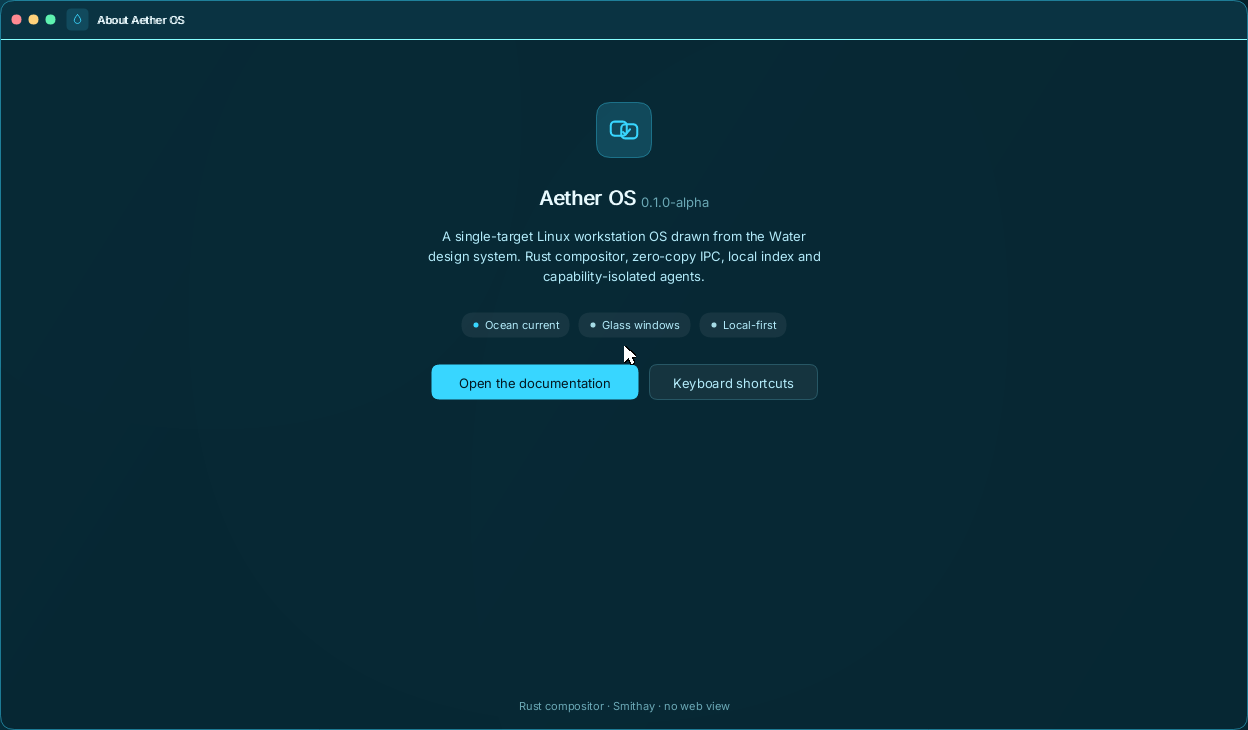 About Aether OS
Aether OS 0.1.0-alpha
A single-target Linux workstation OS drawn from the Water
design system. Rust compositor, zero-copy IPC, local index and
capability-isolated agents.
Ocean current
Glass windows
Local-first
Open the documentation
Keyboard shortcuts
Rust compositor · Smithay · no web view